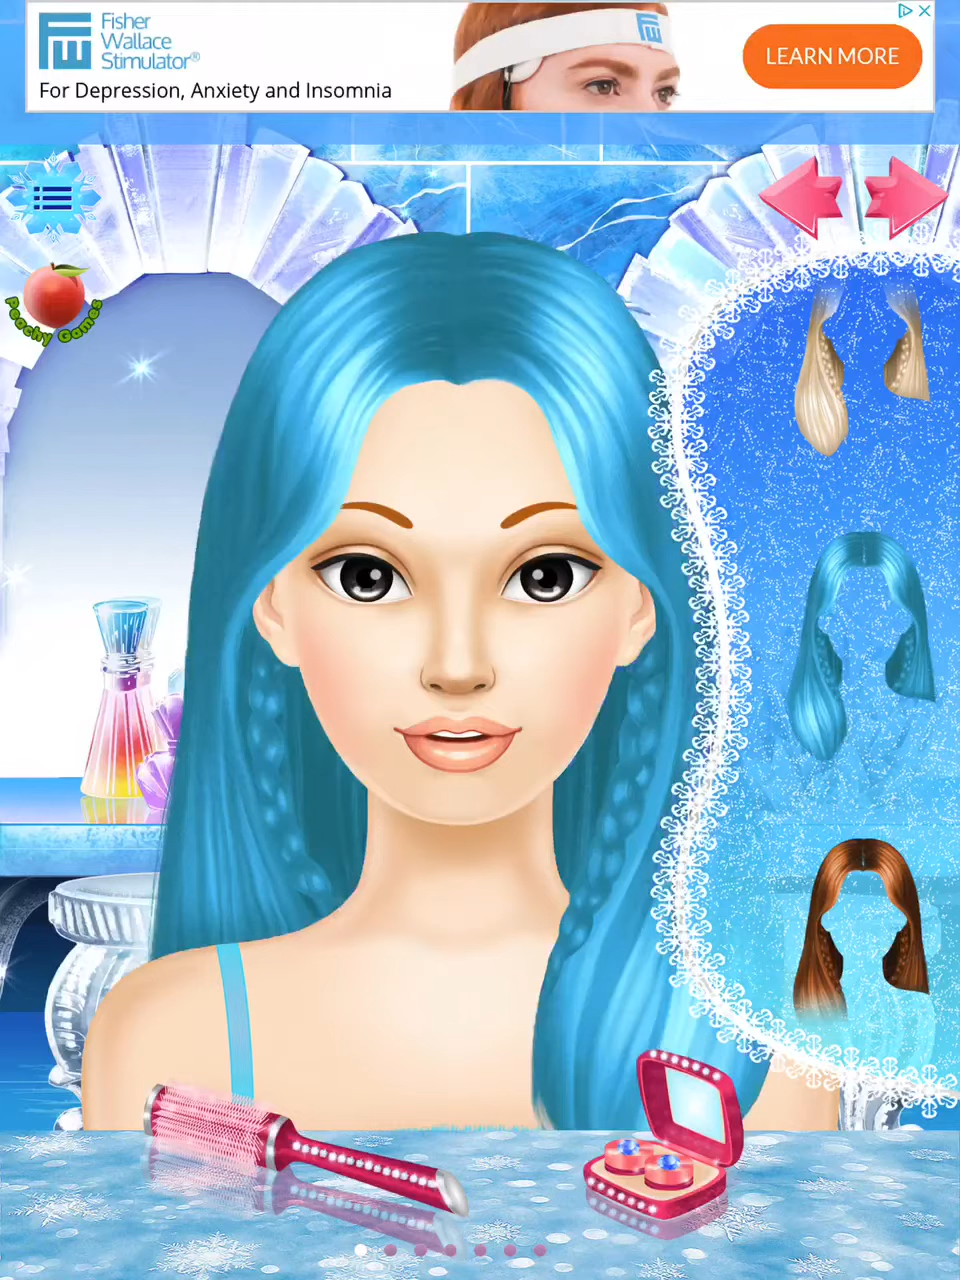 Fisher
Wallace
Stimulator®
For Depression, Anxiety and Insomnia
LEARN MORE
Peachy Games